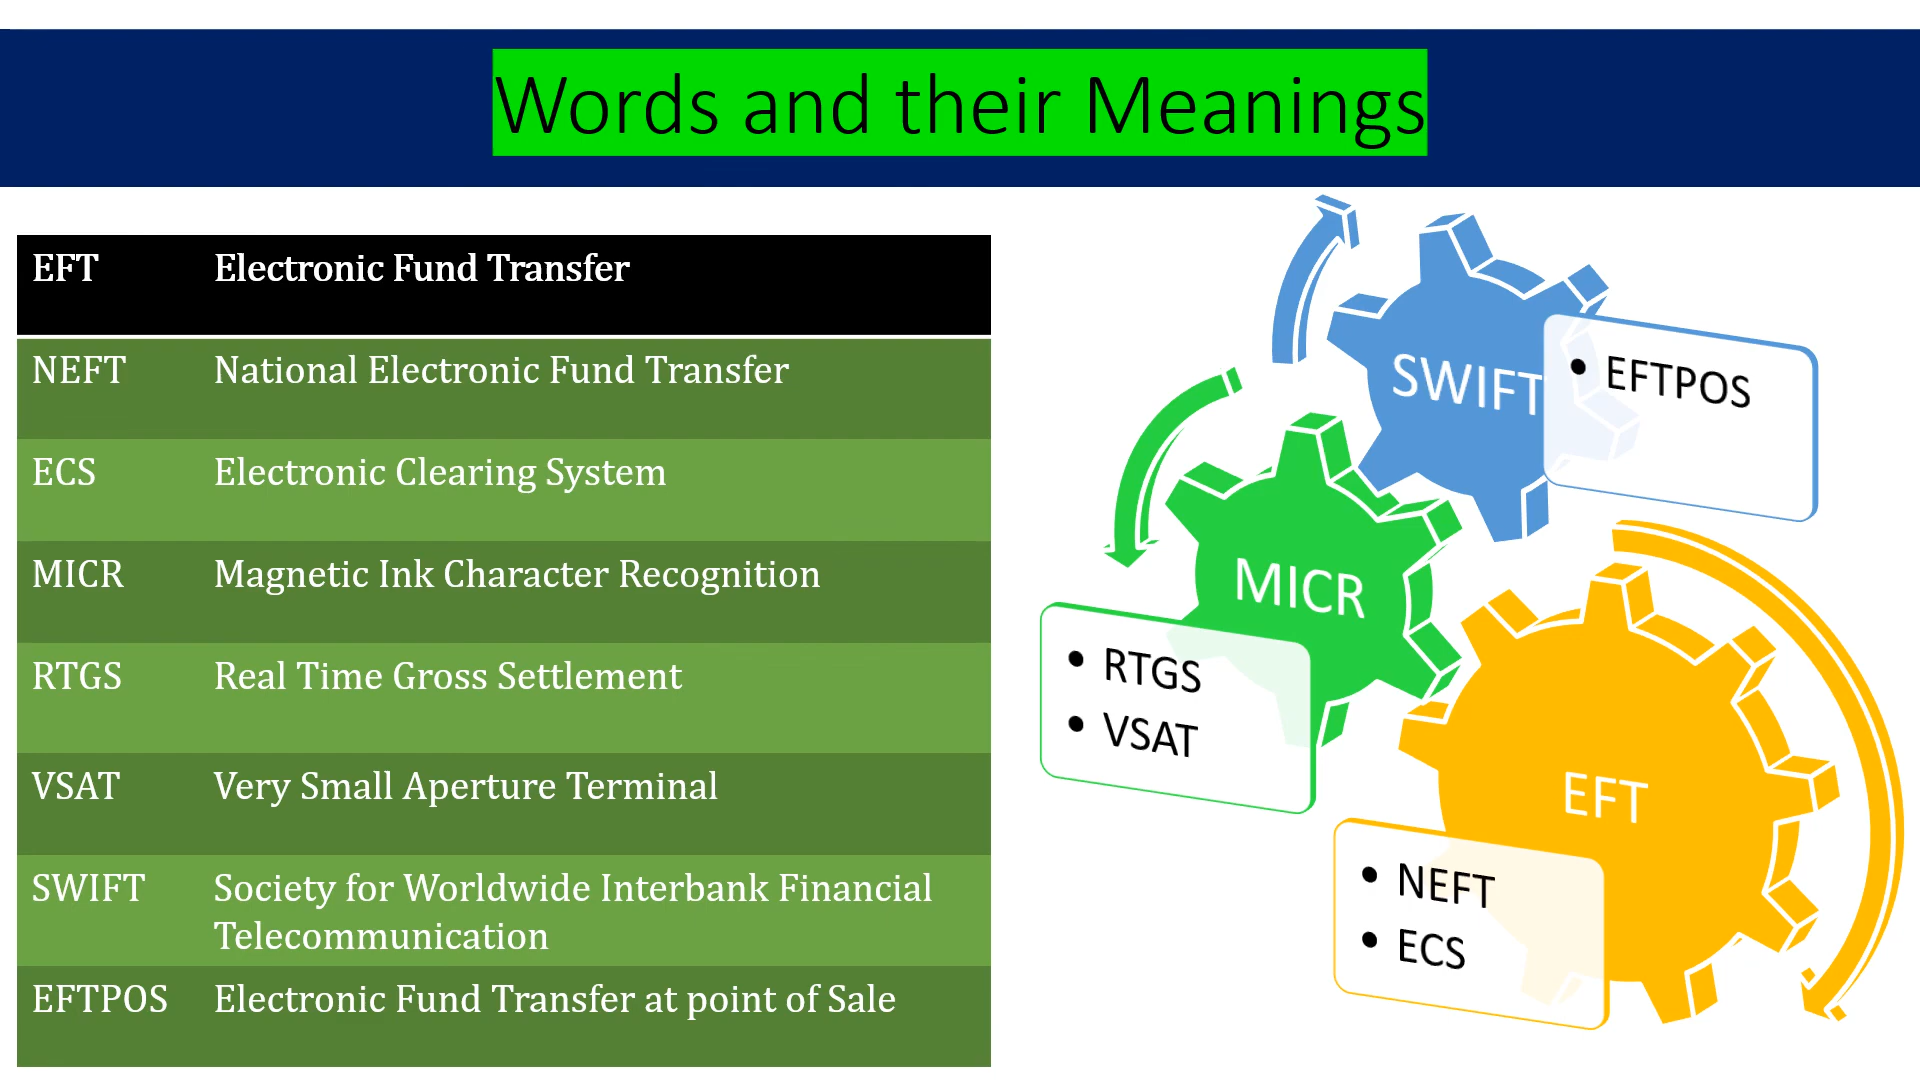 Words and their Meanings
EFT Electronic Fund Transfer
NEFT National Electronic Fund Transfer
ECS Electronic Clearing System
MICR Magnetic Ink Character Recognition
RTGS Real Time Gross Settlement
VSAT Very Small Aperture Terminal
SWIFT Society for Worldwide Interbank Financial
Telecommunication
EFTPOS Electronic Fund Transfer at point of Sale
SWIFT
• EFTPOS
MICR
• RTGS
• VSAT
EFT
• NEFT
• ECS